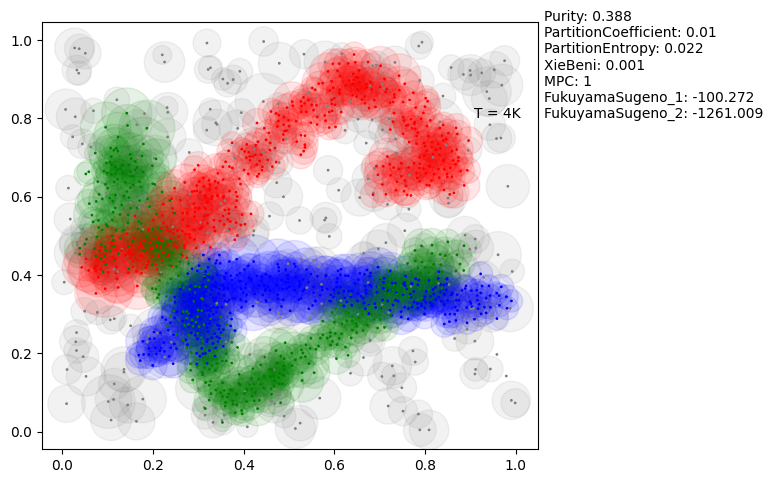 Purity: 0.388
PartitionCoefficient: 0.01
PartitionEntropy: 0.022
XieBeni: 0.001
MPC: 1
FukuyamaSugeno_1: -100.272
FukuyamaSugeno_2: -1261.009
T = 4K
1.0
0.8
0.6
0.4
0.2
0.0
0.0 0.2 0.4 0.6 0.8 1.0